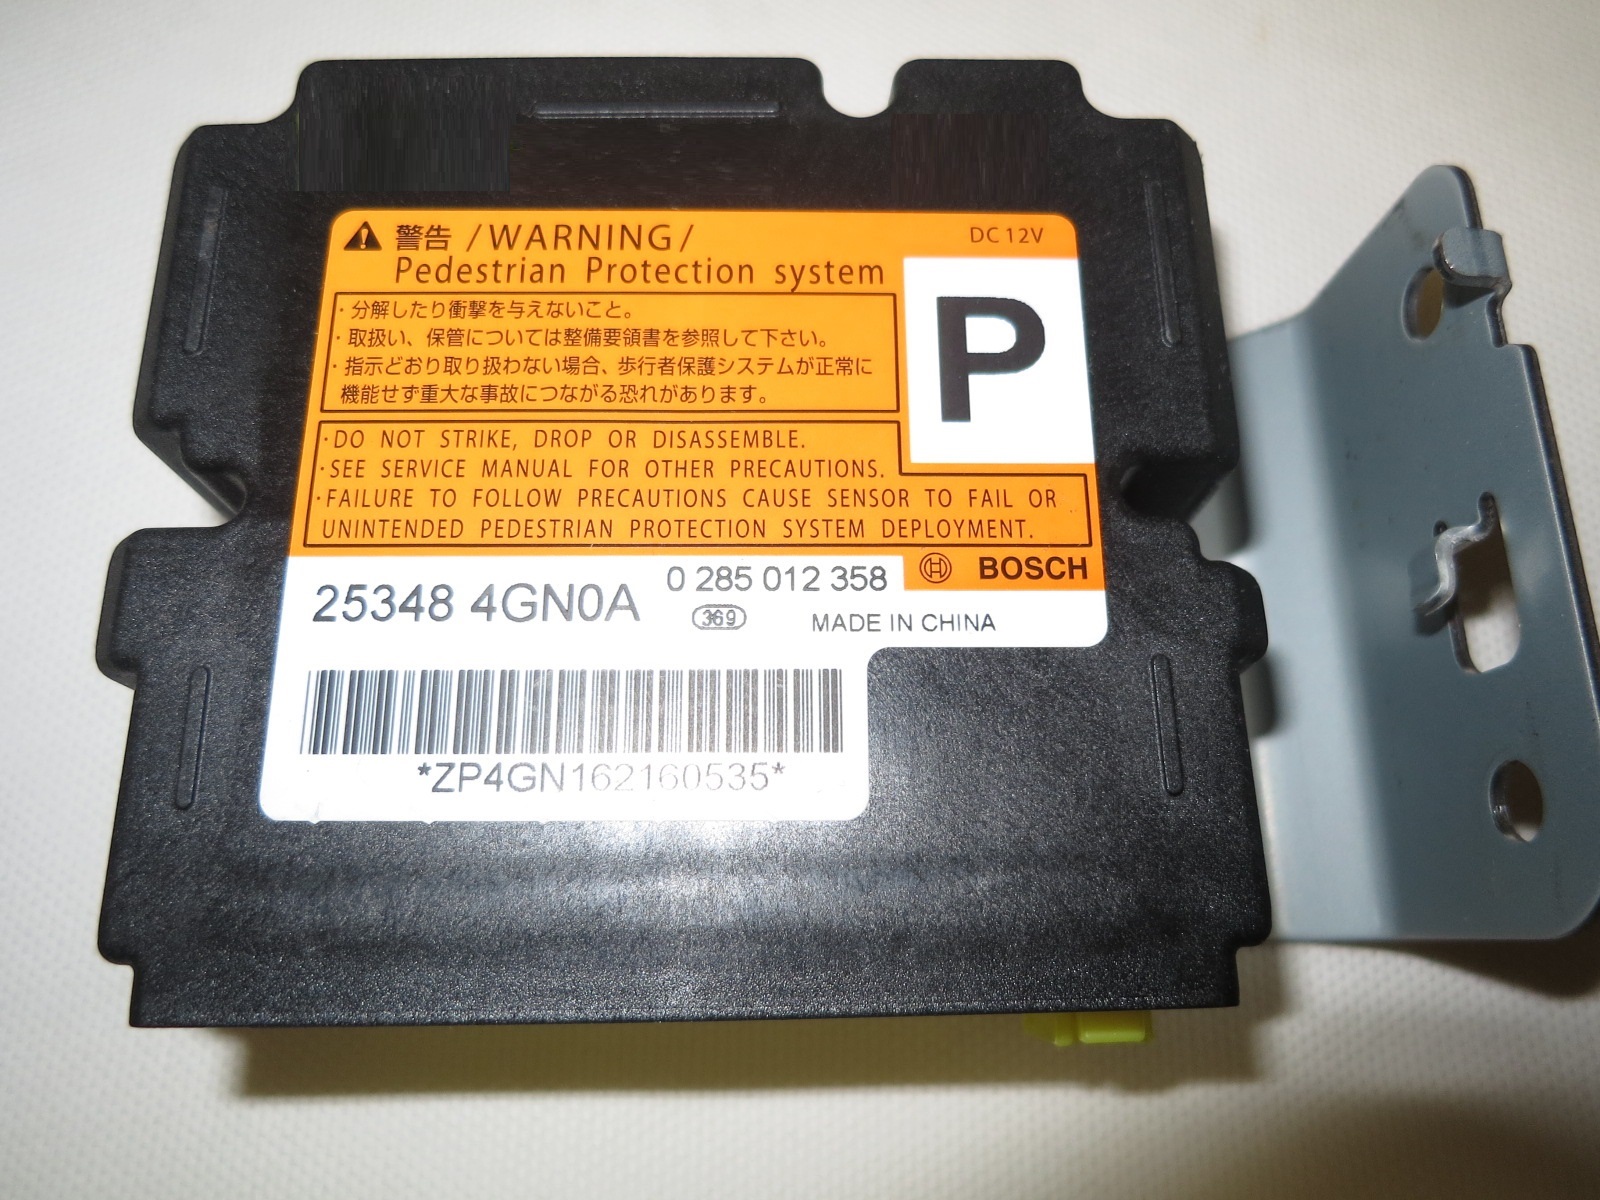 警告 /WARNING/
DC 12V
Pedestrian Protection system
P
・分解したり衝撃を与えないこと。
・取扱い、保管については整備要領書を参照して下さい。
・指示どおり取り扱わない場合、歩行者保護システムが正常に
機能せず重大な事故につながる恐れがあります。
・DO NOT STRIKE, DROP OR DISASSEMBLE.
・SEE SERVICE MANUAL FOR OTHER PRECAUTIONS.
・FAILURE TO FOLLOW PRECAUTIONS CAUSE SENSOR TO FAIL OR
UNINTENDED PEDESTRIAN PROTECTION SYSTEM DEPLOYMENT.
BOSCH
25348 4GN0A
0 285 012 358
369
MADE IN CHINA
*ZP4GN162160535*